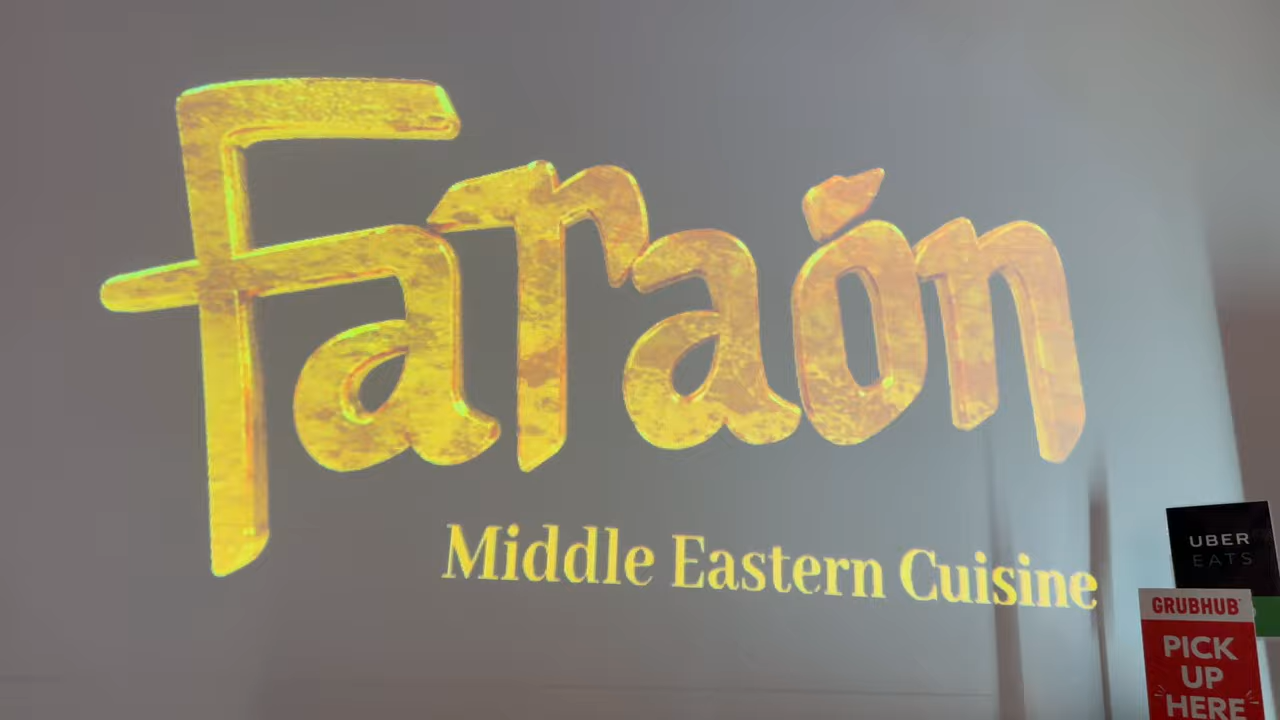 Faraón
Middle Eastern Cuisine
UBER
EATS
GRUBHUB
PICK
UP
HERE